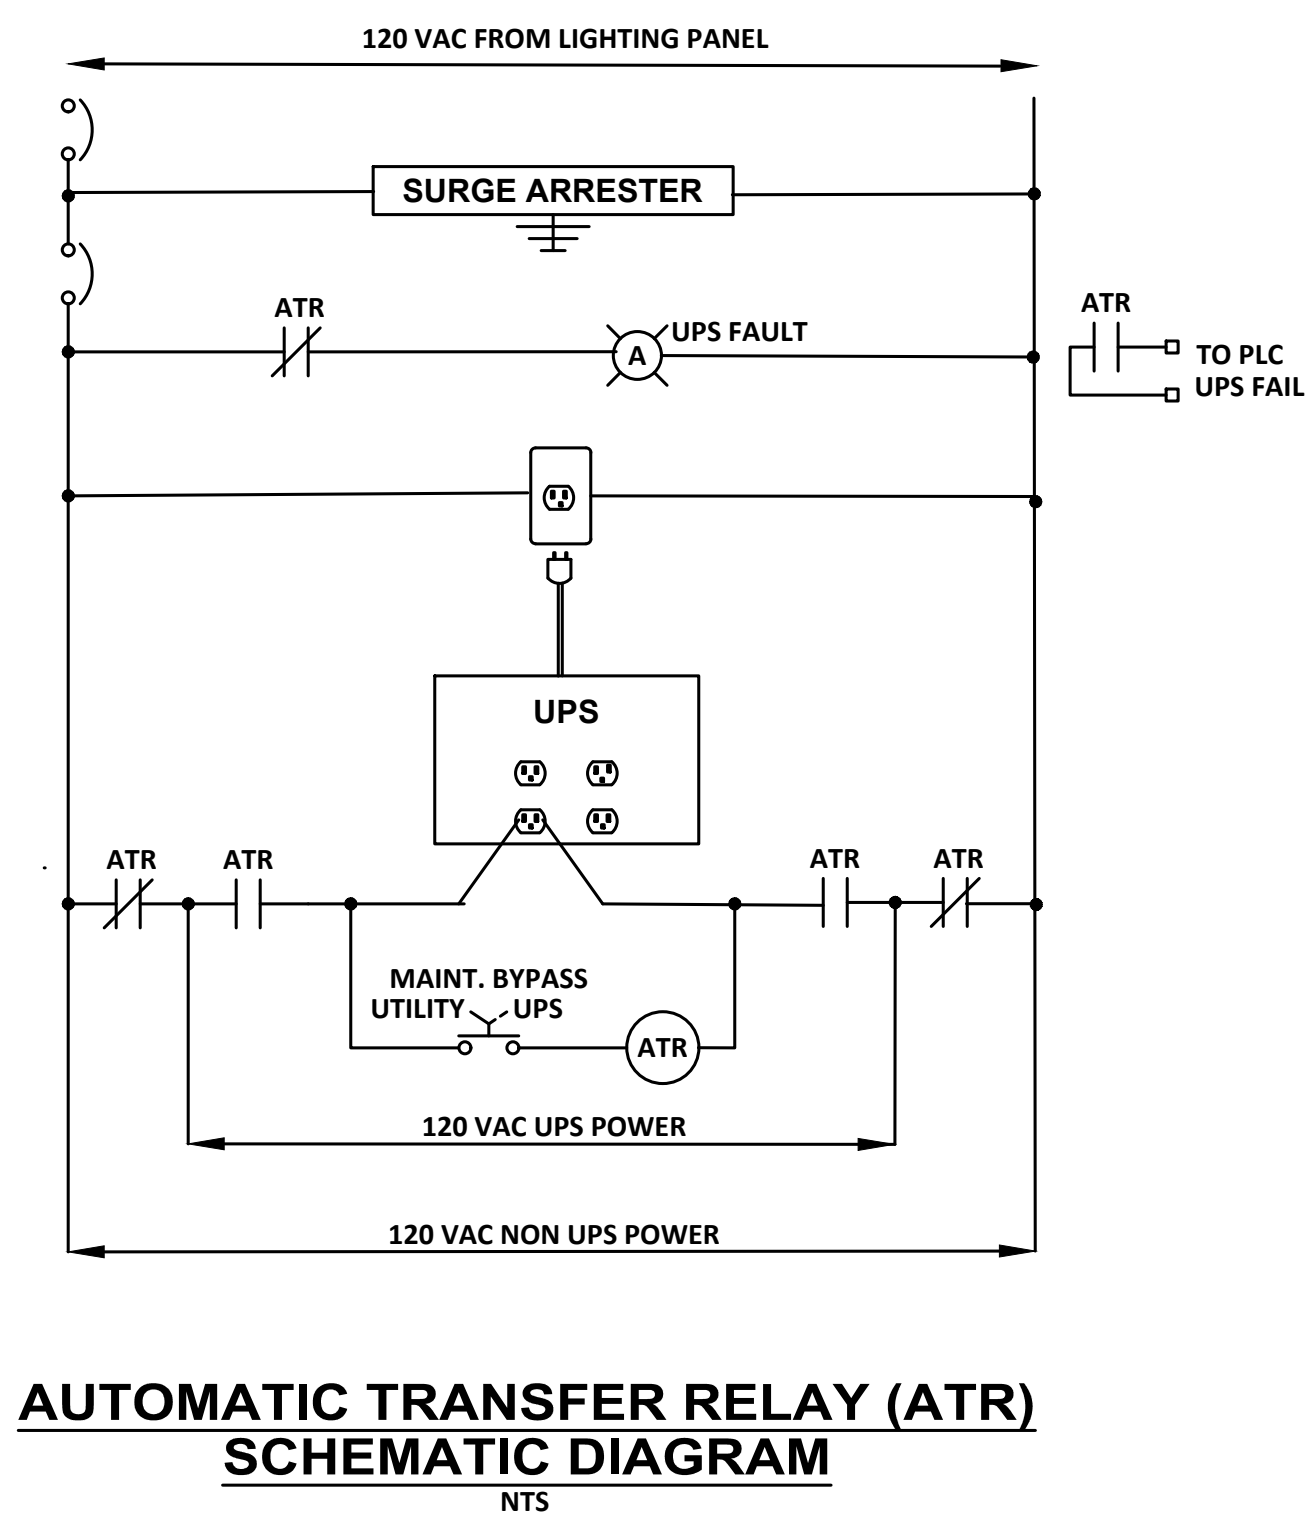 120 VAC FROM LIGHTING PANEL
SURGE ARRESTER
ATR
ATR
UPS FAULT
A
TO PLC
UPS FAIL
UPS
ATR
ATR
ATR
ATR
MAINT. BYPASS
UTILITY UPS
ATR
120 VAC UPS POWER
120 VAC NON UPS POWER
AUTOMATIC TRANSFER RELAY (ATR)
SCHEMATIC DIAGRAM
NTS